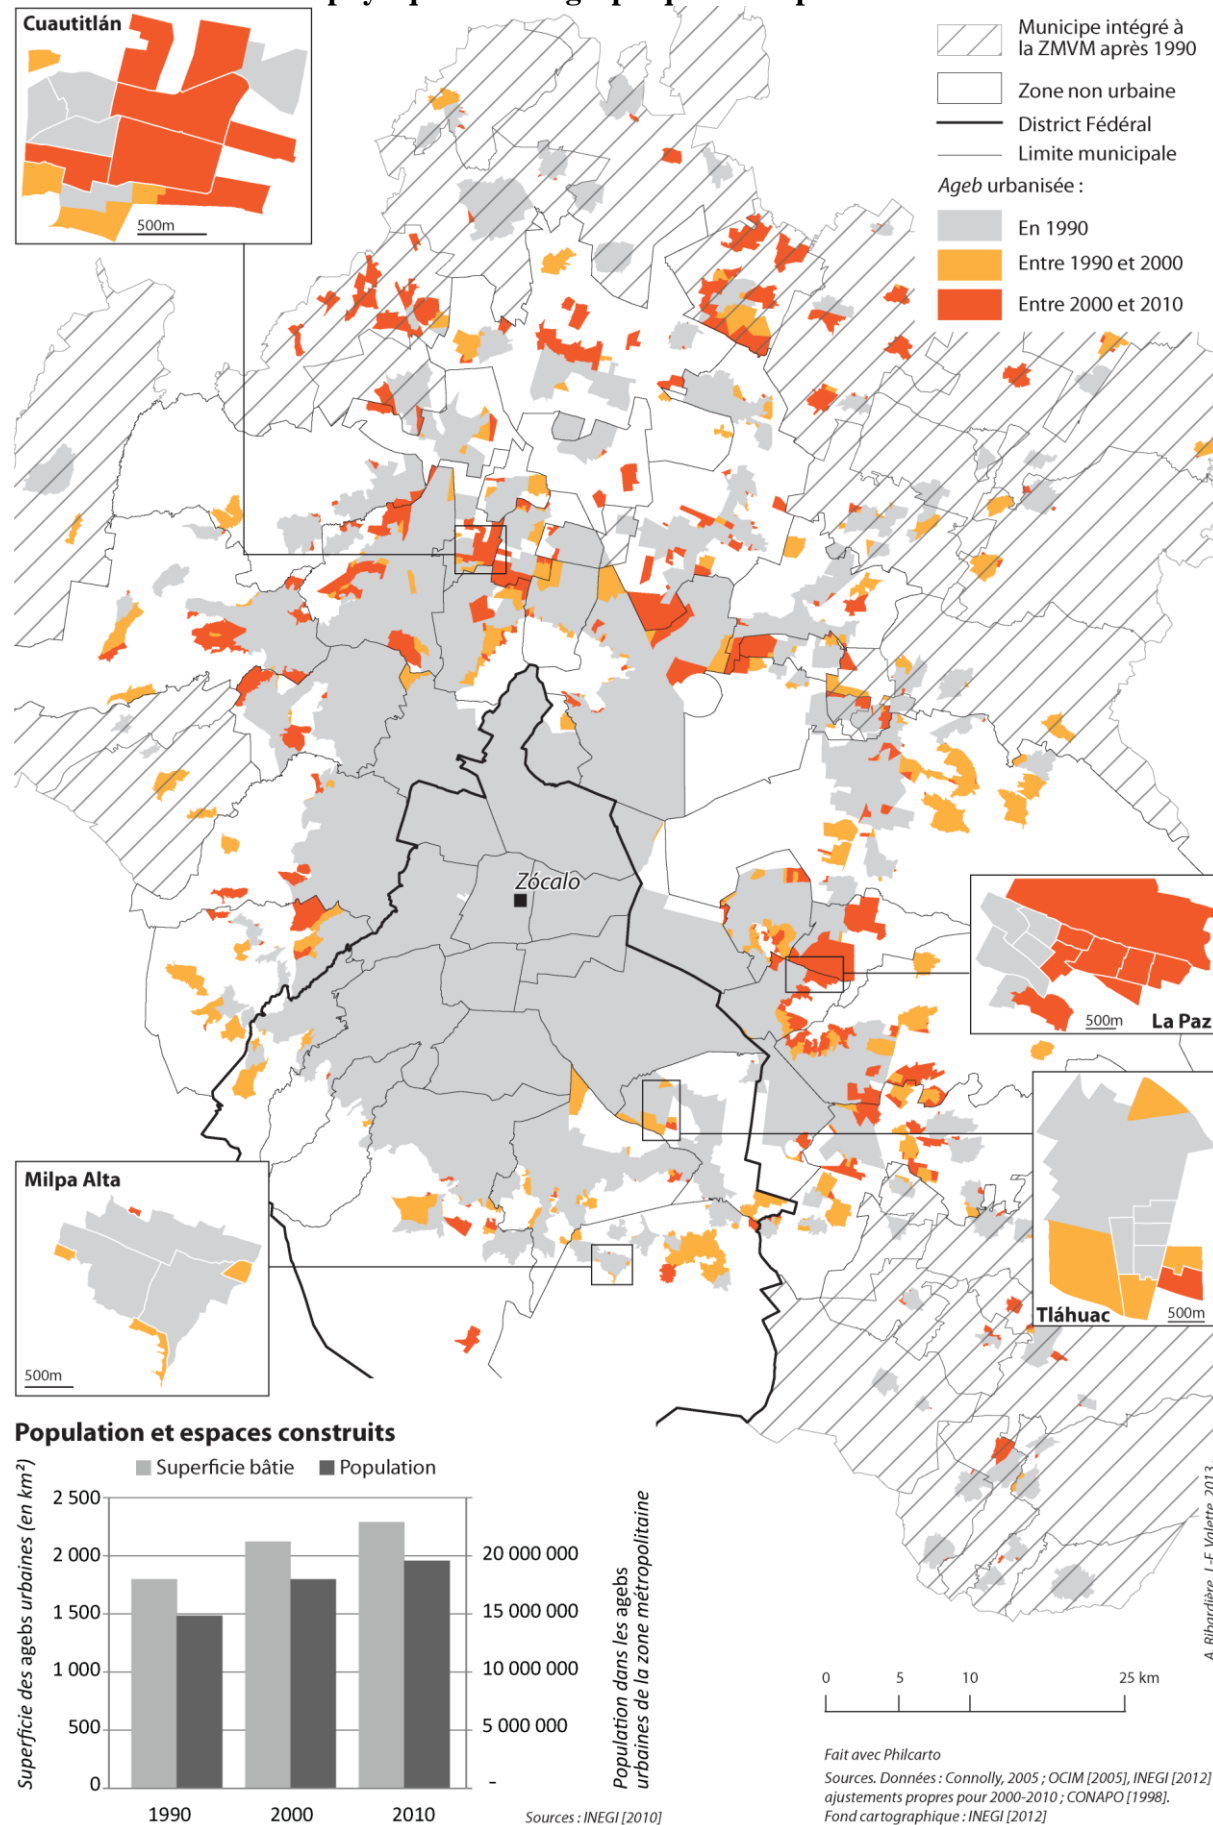 Cuautitlán
500m
Municipe intégré à
la ZMVM après 1990
Zone non urbaine
District Fédéral
Limite municipale
Ageb urbanisée :
En 1990
Entre 1990 et 2000
Entre 2000 et 2010
Zócalo
500m
La Paz
Tláhuac
500m
Milpa Alta
500m
Population et espaces construits
Superficie bâtie
Population
Superficie des agebs urbaines (en km²)
2 500
2 000
1 500
1 000
500
0
20 000 000
15 000 000
10 000 000
5 000 000
-
Population dans les agebs
urbaines de la zone métropolitaine
1990
2000
2010
Sources : INEGI [2010]
0
5
10
25 km
Fait avec Philcarto
Sources. Données : Connolly, 2005 ; OCIM [2005], INEGI [2012]
ajustements propres pour 2000-2010 ; CONAPO [1998].
Fond cartographique : INEGI [2012]
A. Ribardière, J.-F. Valette, 2013.